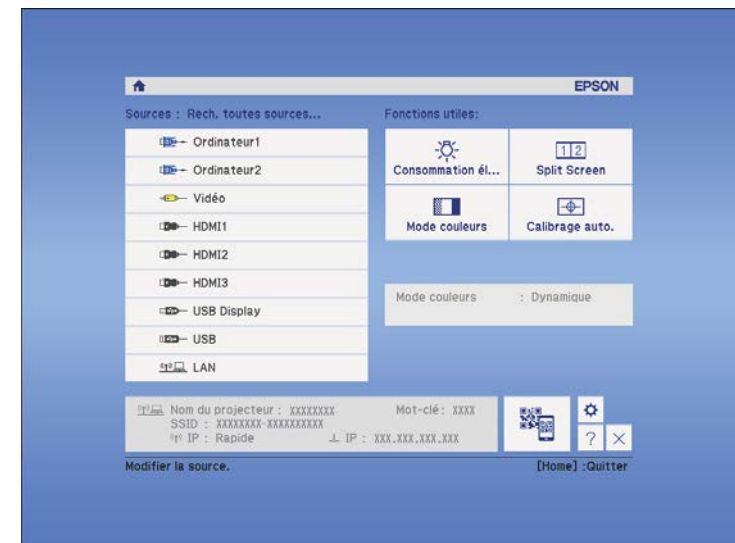 EPSON
Sources : Rech. toutes sources...
Ordinateur1
Ordinateur2
Vidéo
HDMI1
HDMI2
HDMI3
USB Display
USB
LAN
Fonctions utiles:
Consommation él...
1 2
Split Screen
Mode couleurs
Calibrage auto.
Mode couleurs : Dynamique
Nom du projecteur : XXXXXXXX Mot-clé : XXXX
SSID : XXXXXXXX-XXXXXXXXXX
IP : Rapide IP : XXX.XXX.XXX.XXX
?
Modifier la source. [Home] :Quitter